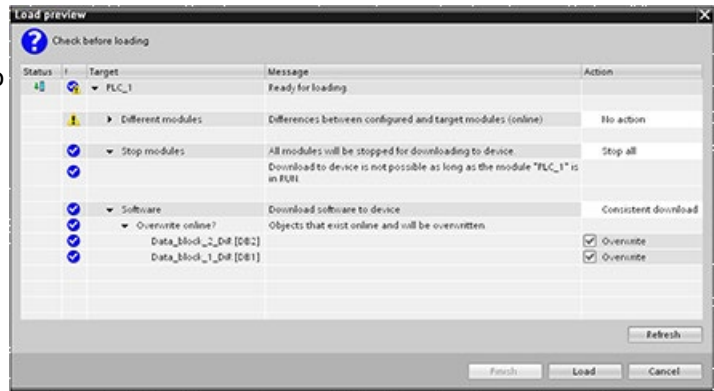 Load preview
Check before loading
Status ! Target Message Action
PLC_1 Ready for loading.
Different modules Differences between configured and target modules (online) No action
Stop modules All modules will be stopped for downloading to device. Stop all
Download to device is not possible as long as the module "PLC_1" is
in RUN.
Software Download software to device Consistent download
Overwrite online? Objects that exist online and will be overwritten
Data_block_2_DiR [DB2] Overwrite
Data_block_1_DiR [DB1] Overwrite
Refresh
Finish Load Cancel